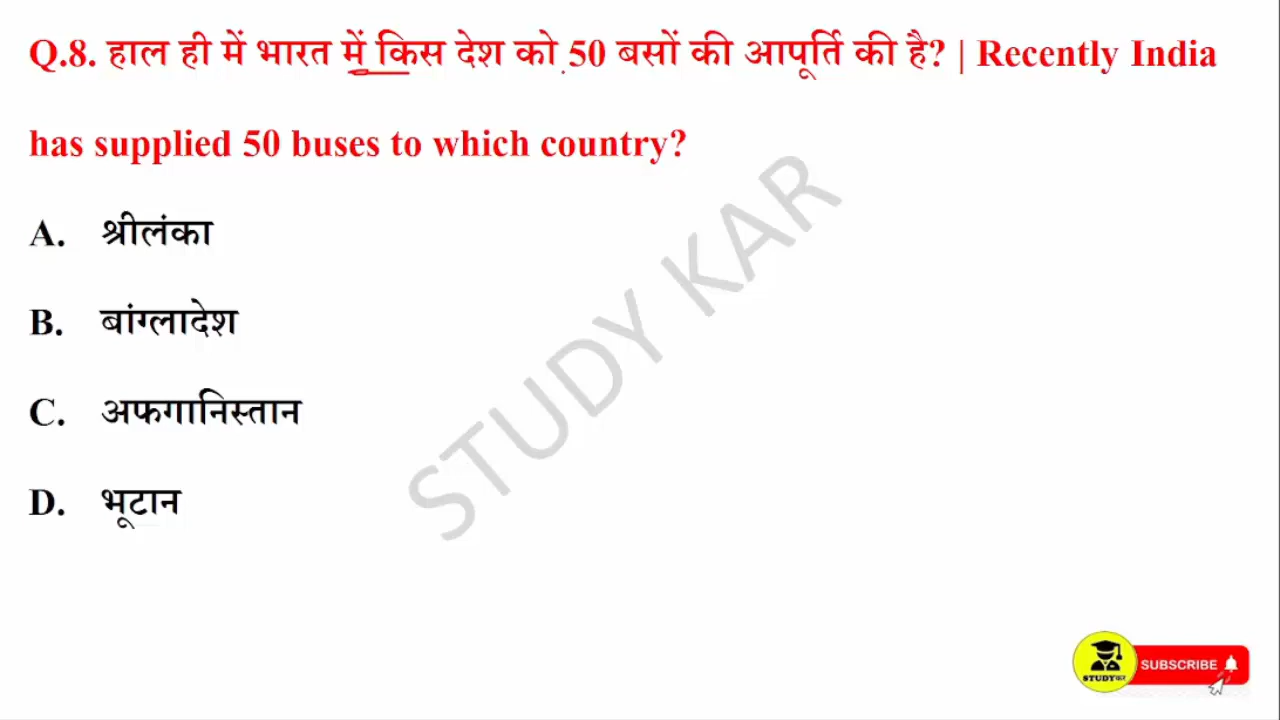 Q.8. हाल ही में भारत में किस देश को 50 बसों की आपूर्ति की है? | Recently India
has supplied 50 buses to which country?
A. श्रीलंका
B. बांग्लादेश
C. अफगानिस्तान
D. भूटान
STUDY KAR
SUBSCRIBE